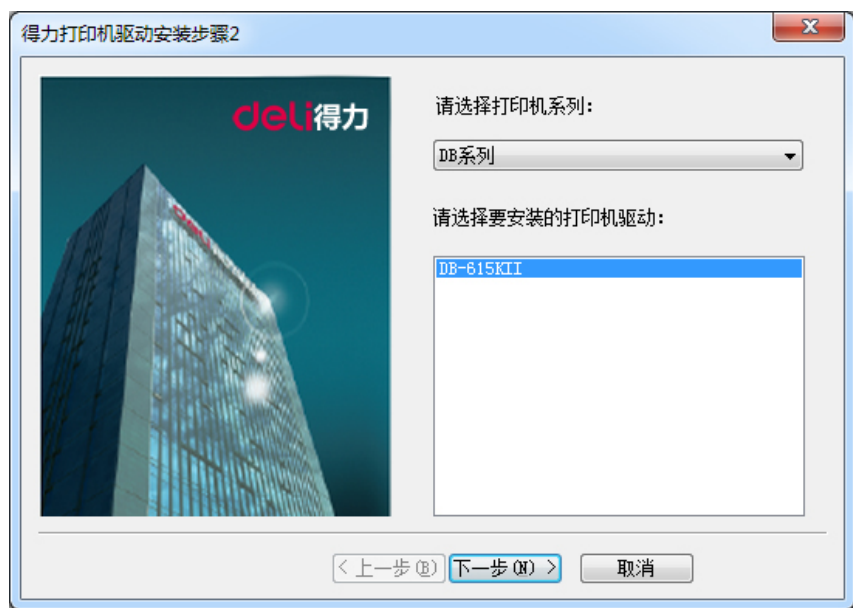 得力打印机驱动安装步骤2
deli得力
请选择打印机系列：
DB系列
请选择要安装的打印机驱动：
DB-615KII
deli
< 上一步(B)
下一步(N) >
取消